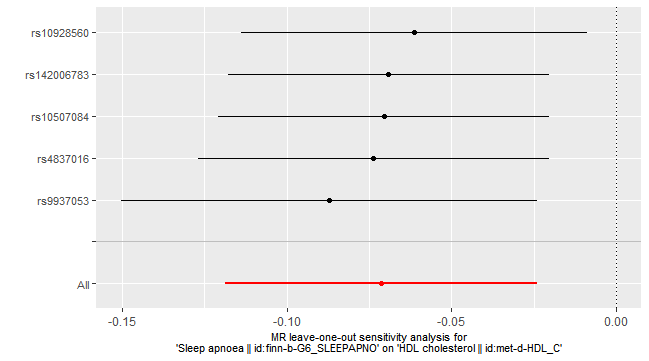 rs10928560
rs142006783
rs10507084
rs4837016
rs9937053
All
-0.15 -0.10 -0.05 0.00
MR leave-one-out sensitivity analysis for
'Sleep apnoea || id:finn-b-G6_SLEEPAPNO' on 'HDL cholesterol || id:met-d-HDL_C'